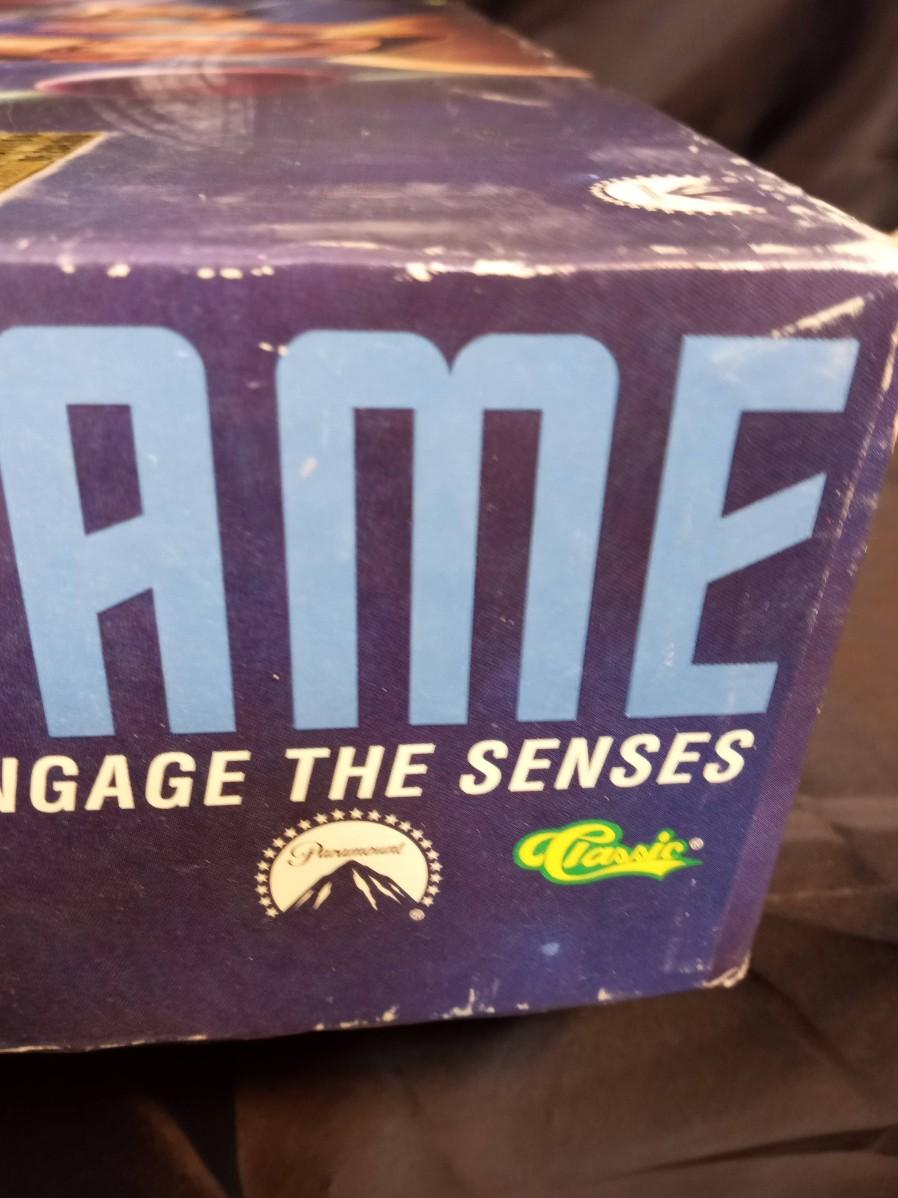 AME
NGAGE THE SENSES
Paramount ®
Classic ®